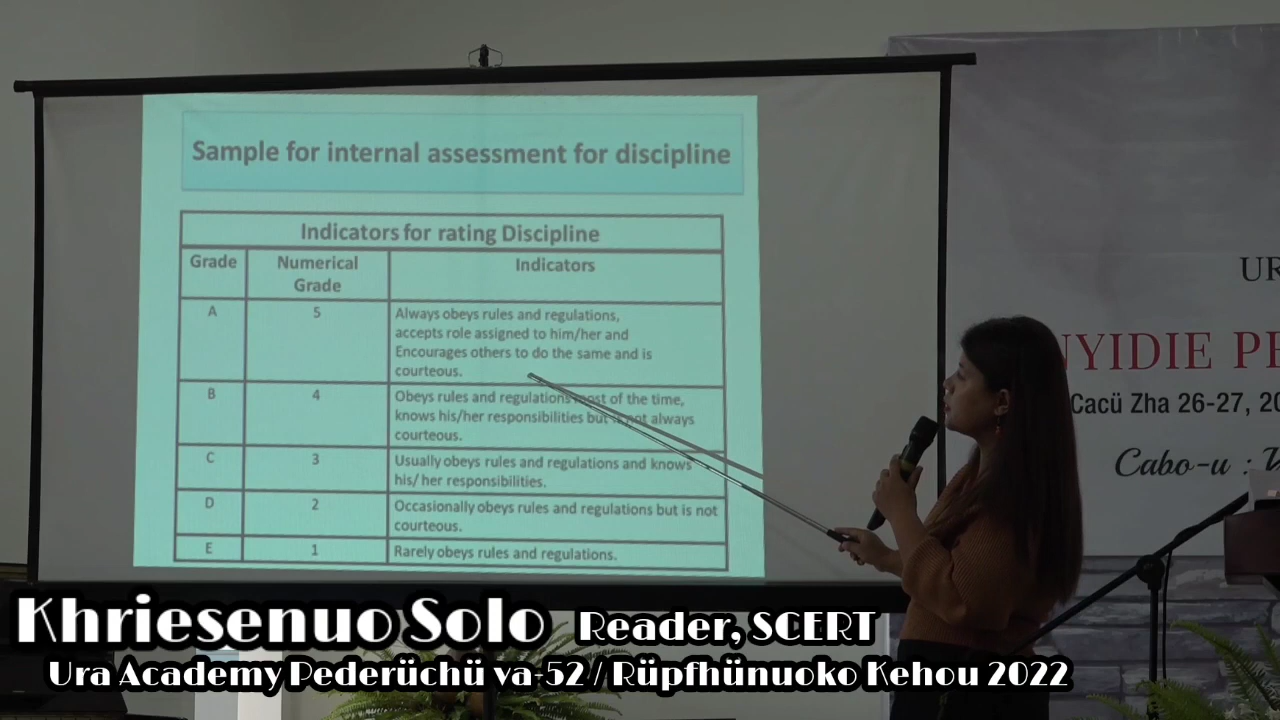 Sample for internal assessment for discipline
Indicators for rating Discipline
Grade
Numerical
Grade
Indicators
A
5
Always obeys rules and regulations,
accepts role assigned to him/her and
Encourages others to do the same and is
courteous.
B
4
Obeys rules and regulations most of the time,
knows his/her responsibilities but is not always
courteous.
C
3
Usually obeys rules and regulations and knows
his/ her responsibilities.
D
2
Occasionally obeys rules and regulations but is not
courteous.
E
1
Rarely obeys rules and regulations.
UR
NYIDIE PE
Cacü Zha 26-27, 20
Cabo-u :
Khriesenuo Solo Reader, SCERT
Ura Academy Pederüchü va-52 / Rüpfhünuoko Kehou 2022